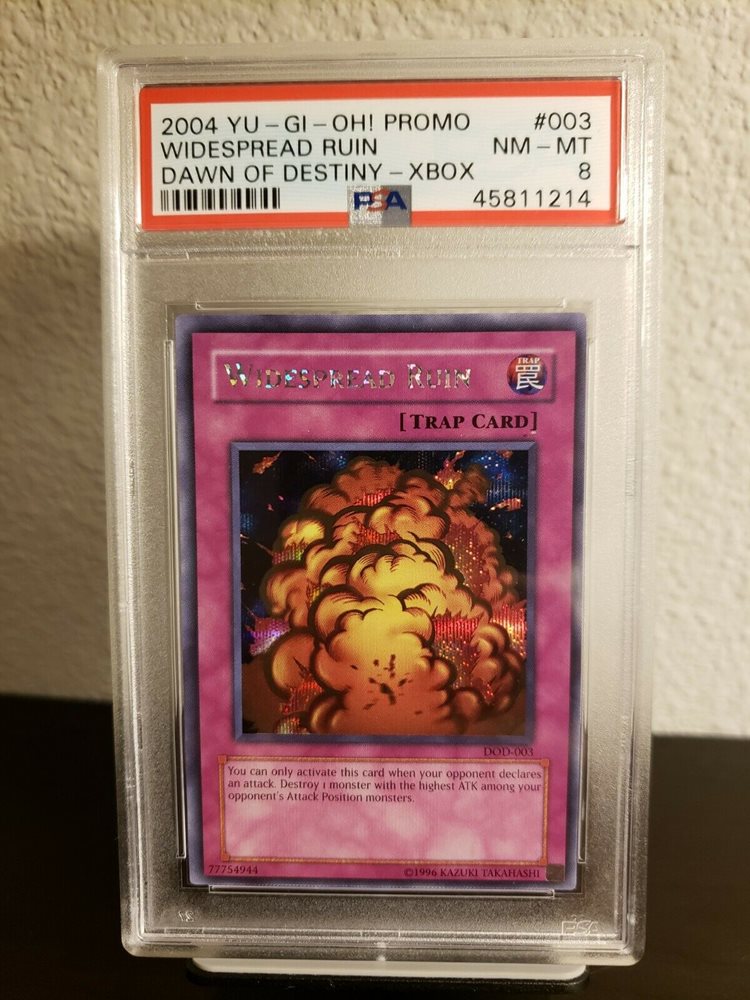 2004 YU-GI-OH! PROMO #003
WIDESPREAD RUIN NM-MT
DAWN OF DESTINY-XBOX 8
PSA 45811214
WIDESPREAD RUIN
TRAP
罠
[TRAP CARD]
DOD-003
You can only activate this card when your opponent declares
an attack. Destroy 1 monster with the highest ATK among your
opponent's Attack Position monsters.
77754944 ©1996 KAZUKI TAKAHASHI
PSA